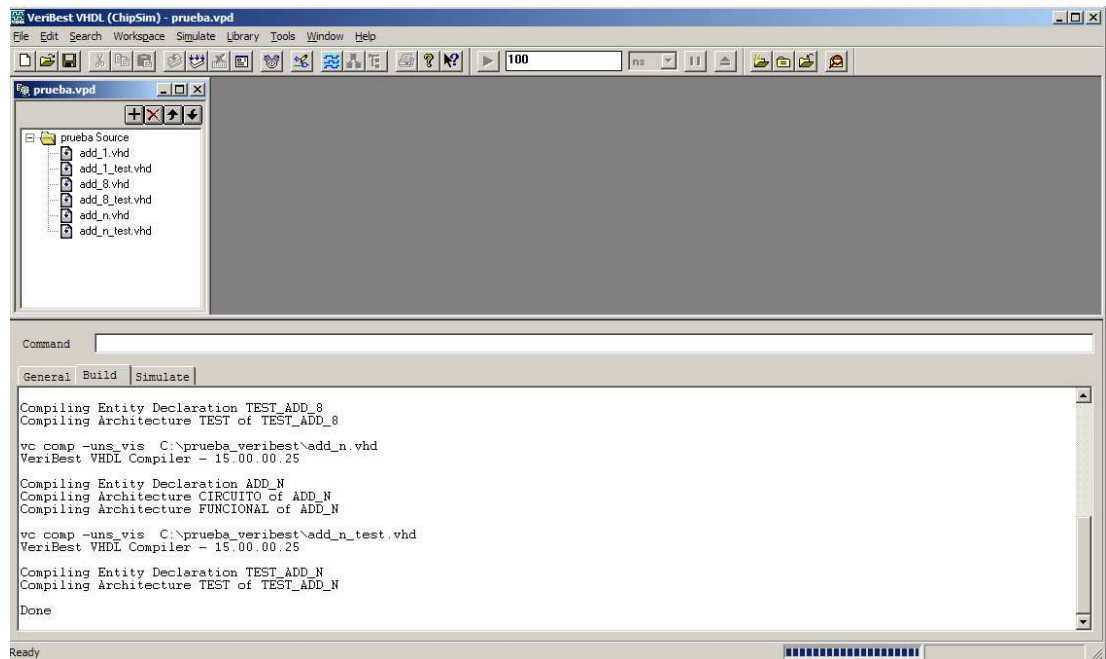 VeriBest VHDL (ChipSim) - prueba.vpd
File Edit Search Workspace Simulate Library Tools Window Help
100 ns
prueba.vpd
prueba Source
add_1.vhd
add_1_test.vhd
add_8.vhd
add_8_test.vhd
add_n.vhd
add_n_test.vhd
Command
General Build Simulate
Compiling Entity Declaration TEST_ADD_8
Compiling Architecture TEST of TEST_ADD_8
vc comp -uns_vis C:\prueba_veribest\add_n.vhd
VeriBest VHDL Compiler - 15.00.00.25
Compiling Entity Declaration ADD_N
Compiling Architecture CIRCUITO of ADD_N
Compiling Architecture FUNCIONAL of ADD_N
vc comp -uns_vis C:\prueba_veribest\add_n_test.vhd
VeriBest VHDL Compiler - 15.00.00.25
Compiling Entity Declaration TEST_ADD_N
Compiling Architecture TEST of TEST_ADD_N
Done
Ready